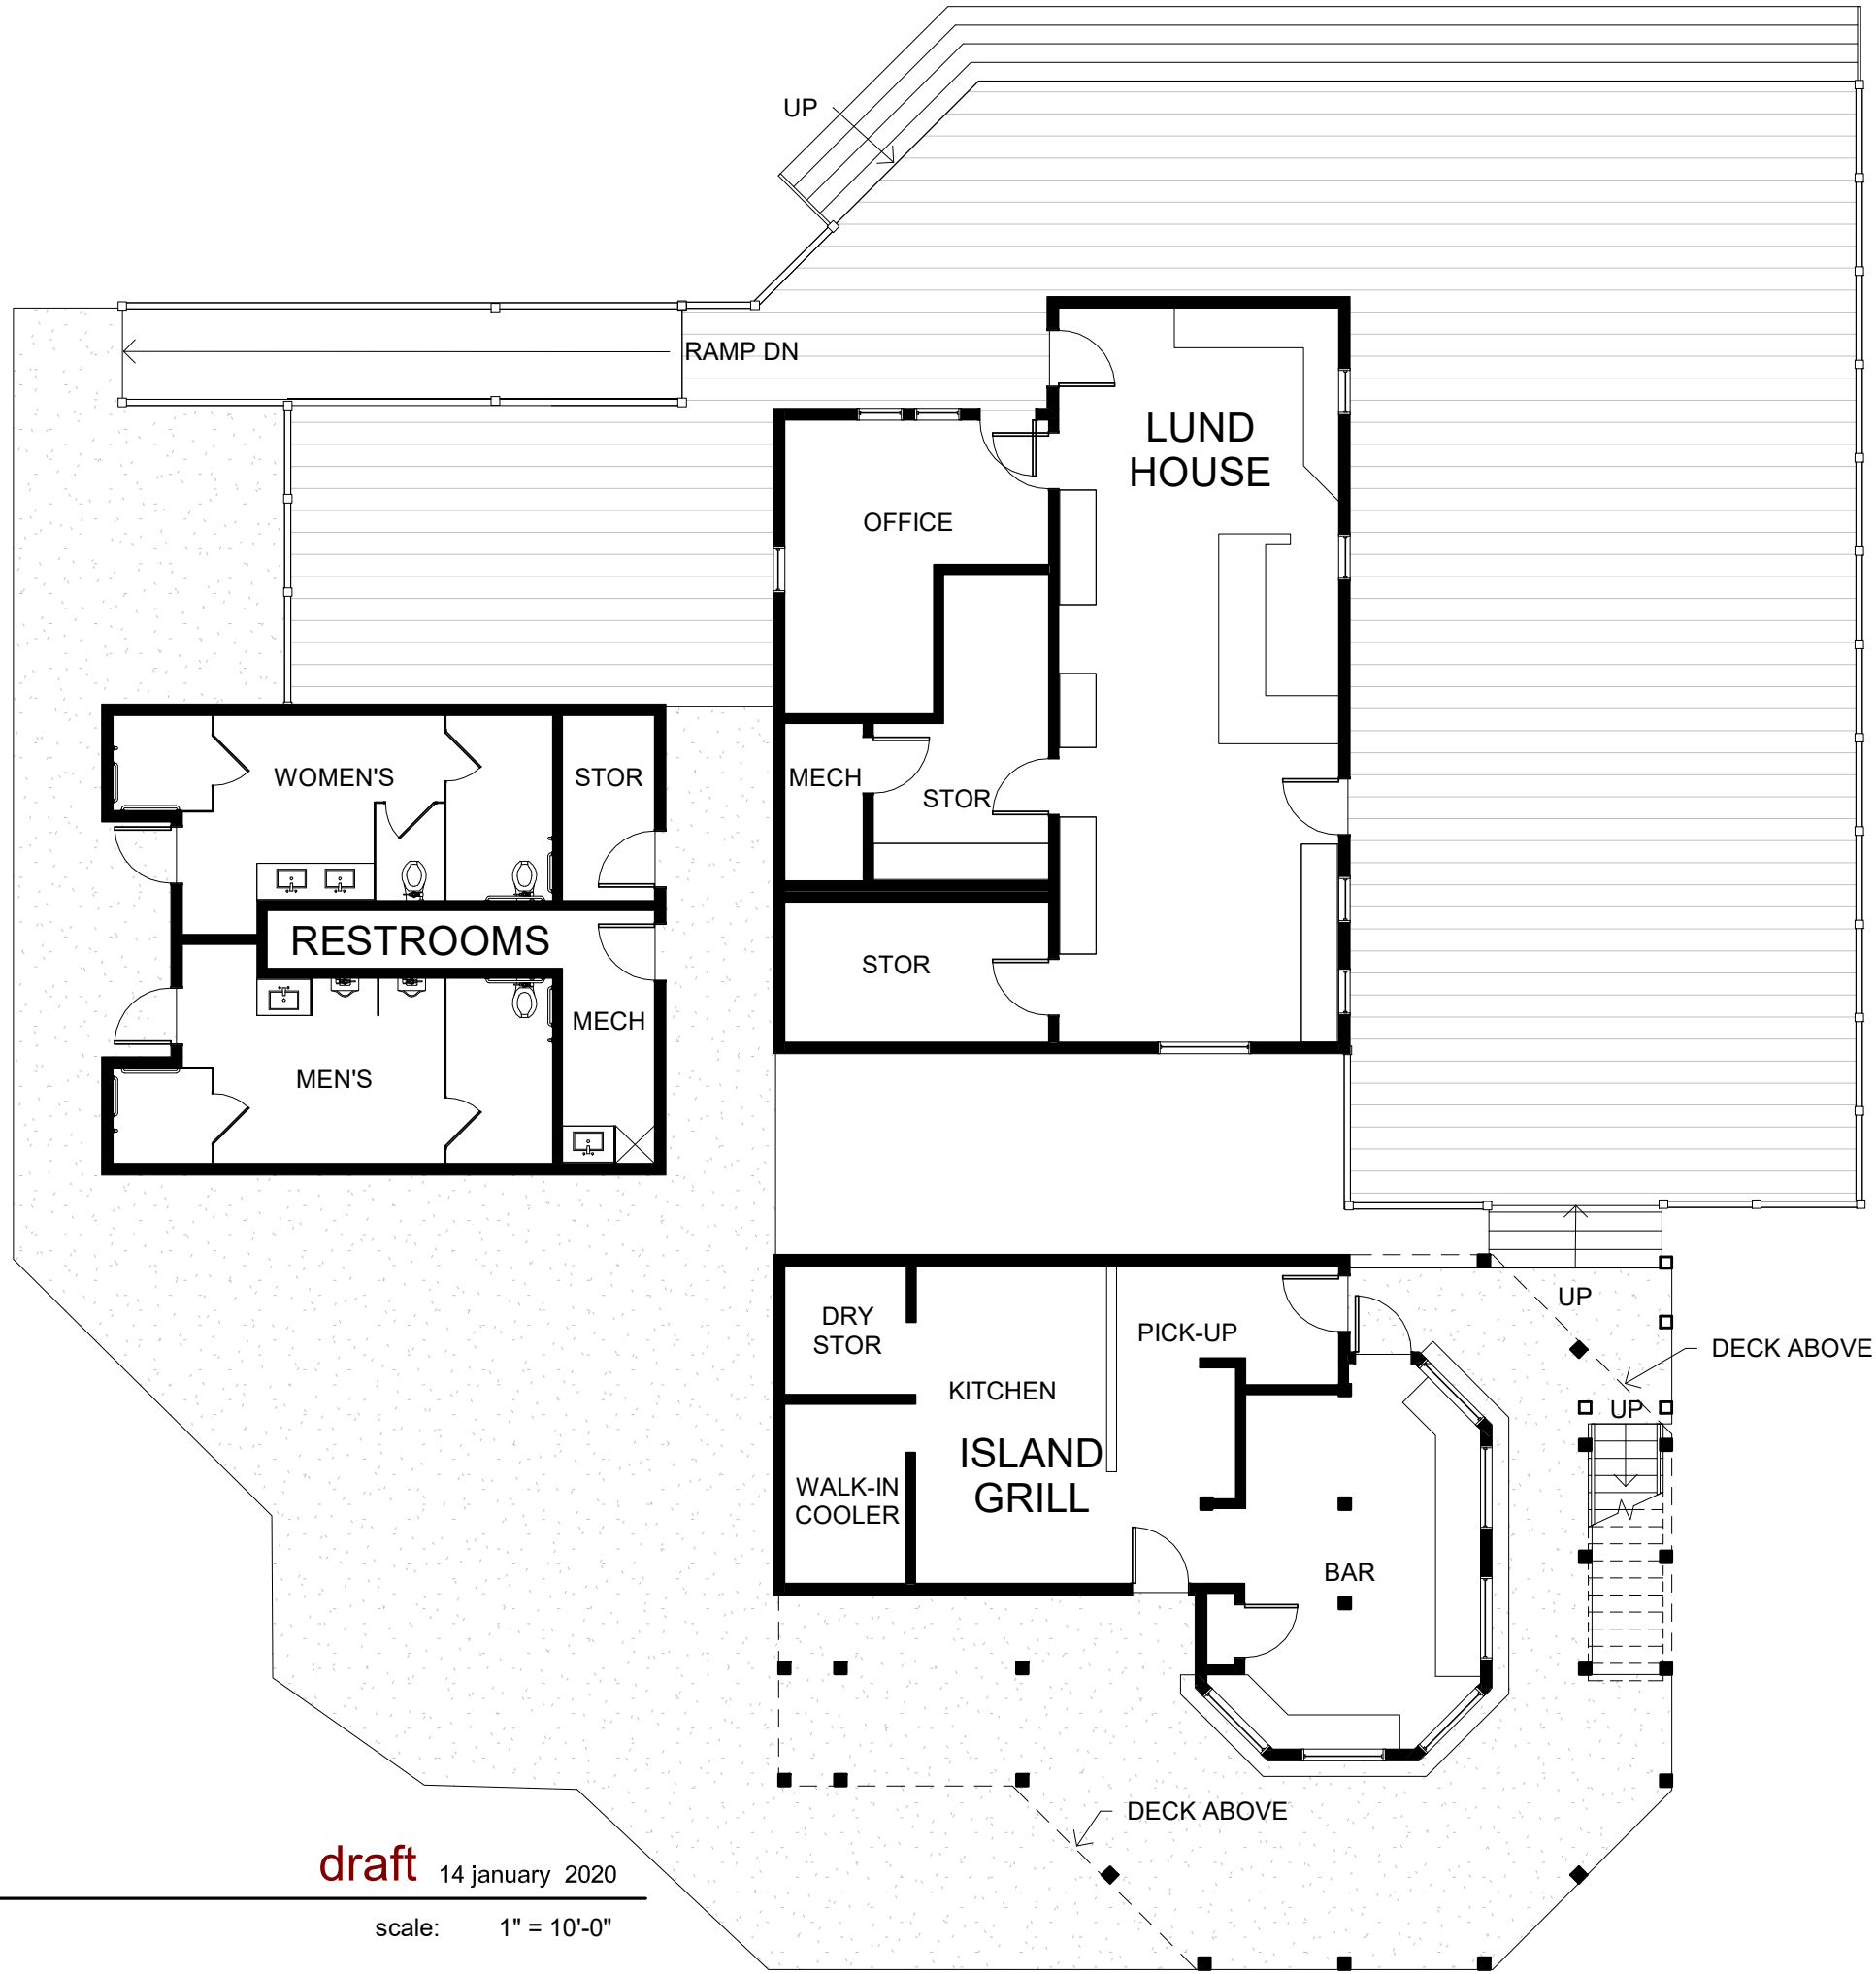 UP
RAMP DN
LUND
HOUSE
OFFICE
WOMEN'S
STOR
MECH
STOR
RESTROOMS
STOR
MECH
MEN'S
UP
DRY
STOR
PICK-UP
DECK ABOVE
KITCHEN
UP
ISLAND
GRILL
WALK-IN
COOLER
BAR
DECK ABOVE
draft 14 january 2020
scale: 1" = 10'-0"